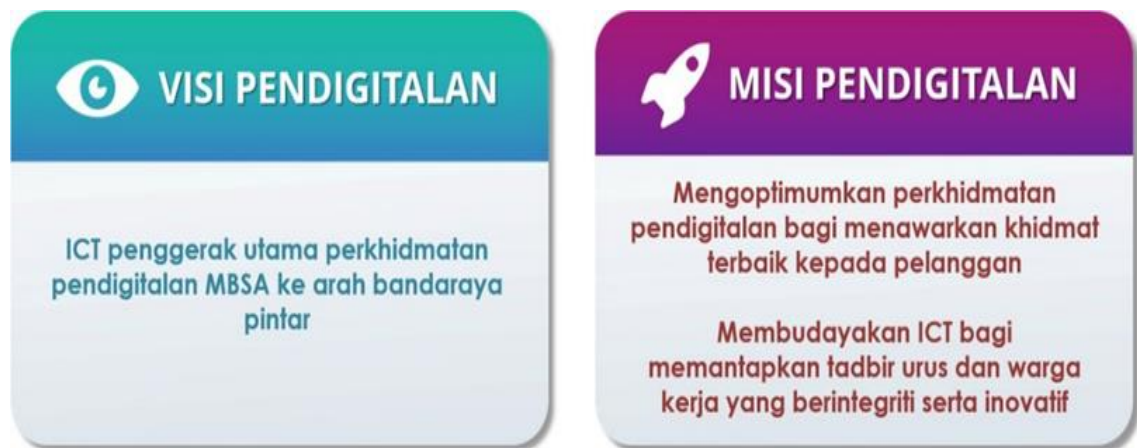 VISI PENDIGITALAN
ICT penggerak utama perkhidmatan
pendigitalan MBSA ke arah bandaraya
pintar
MISI PENDIGITALAN
Mengoptimumkan perkhidmatan
pendigitalan bagi menawarkan khidmat
terbaik kepada pelanggan
Membudayakan ICT bagi
memantapkan tadbir urus dan warga
kerja yang berintegriti serta inovatif